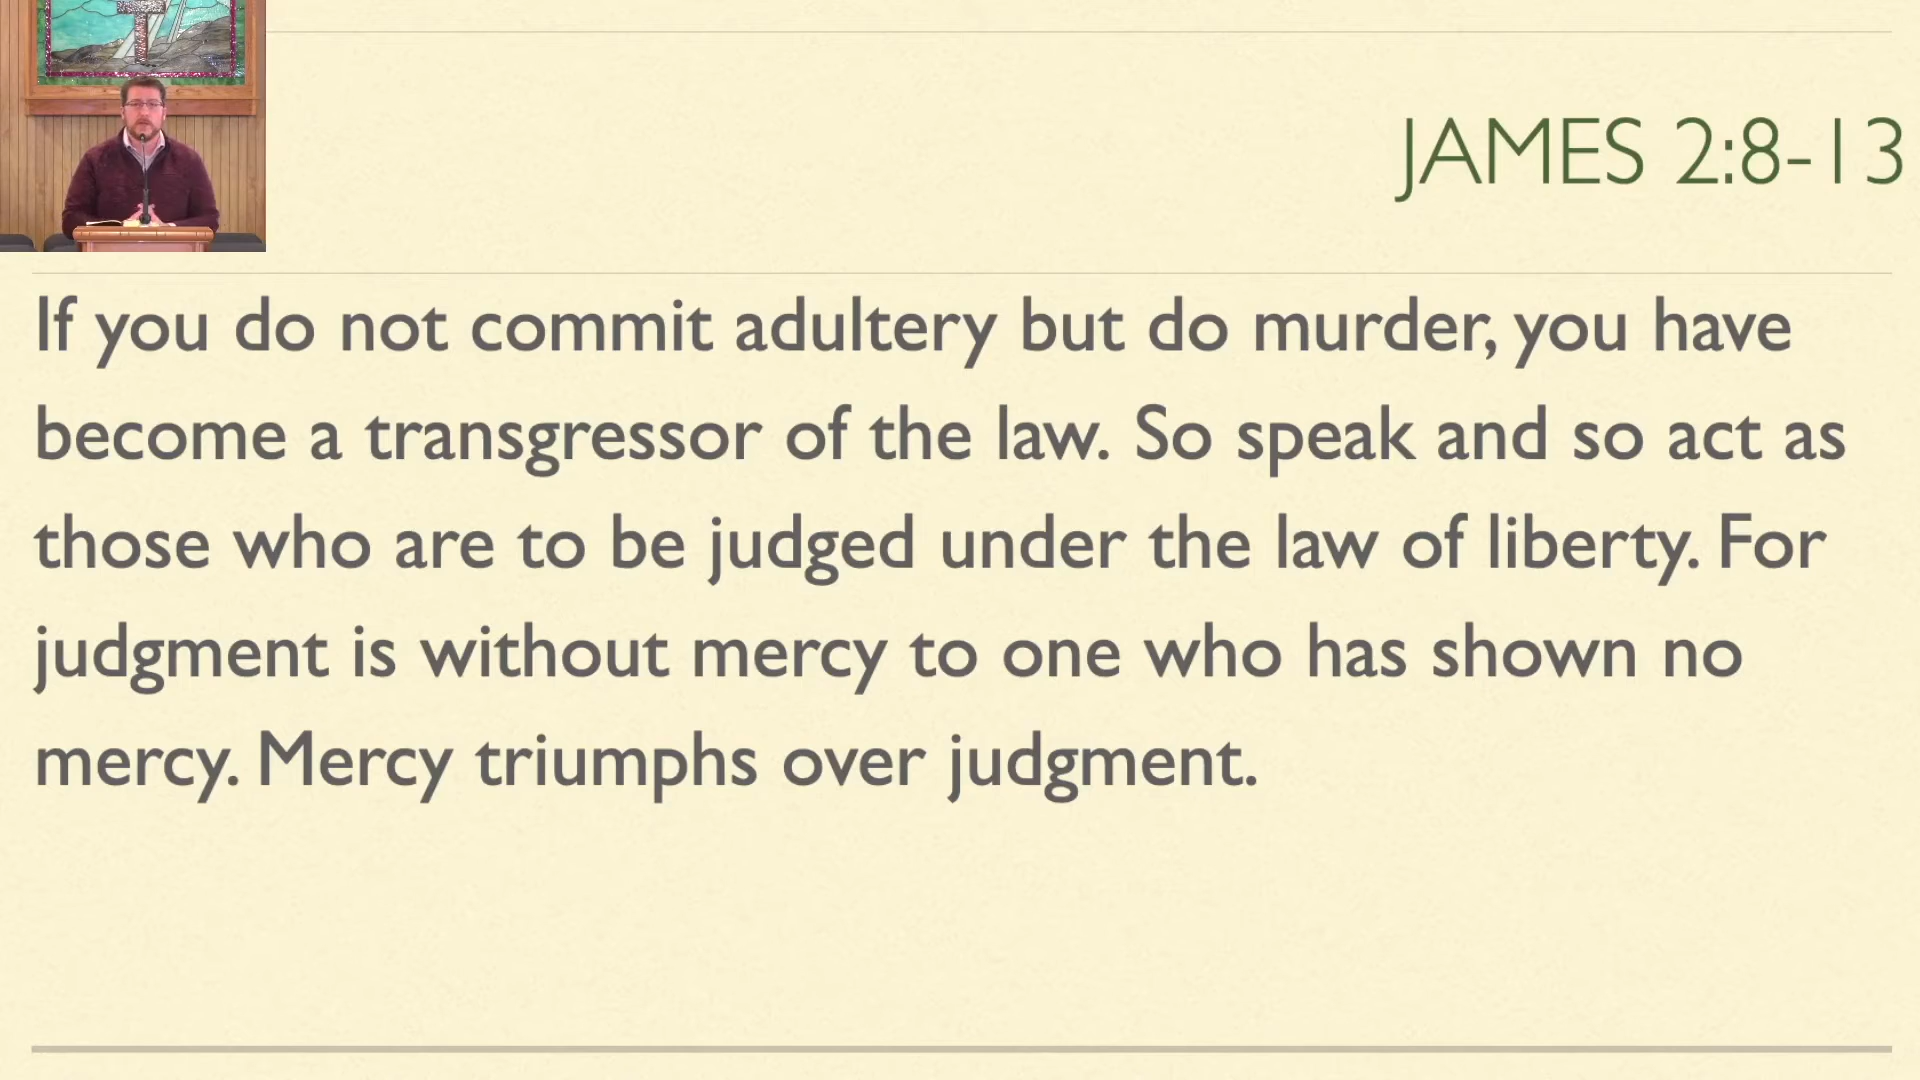 JAMES 2:8-13
If you do not commit adultery but do murder, you have
become a transgressor of the law. So speak and so act as
those who are to be judged under the law of liberty. For
judgment is without mercy to one who has shown no
mercy. Mercy triumphs over judgment.